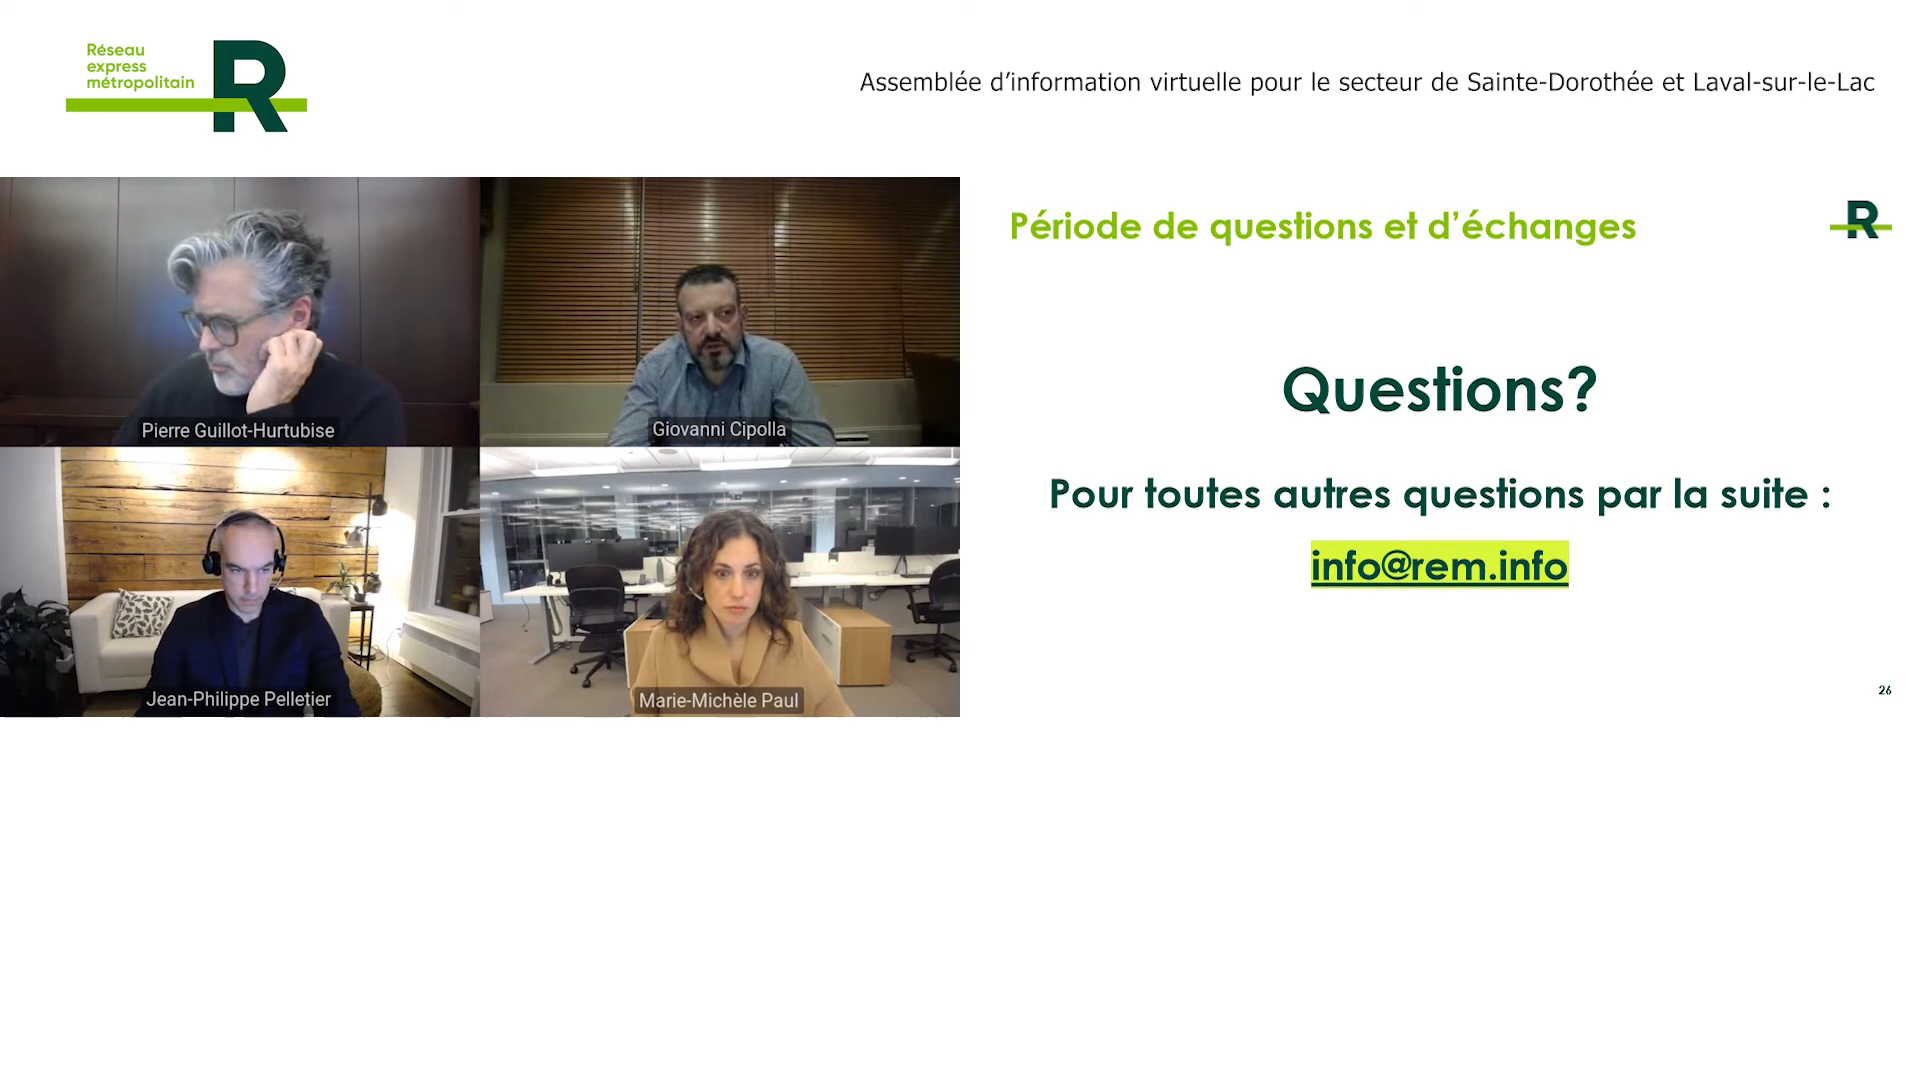 Réseau
express
métropolitain
R
Assemblée d’information virtuelle pour le secteur de Sainte-Dorothée et Laval-sur-le-Lac
Pierre Guillot-Hurtubise
Giovanni Cipolla
Jean-Philippe Pelletier
Marie-Michèle Paul
Période de questions et d’échanges
R
Questions?
Pour toutes autres questions par la suite :
info@rem.info
26